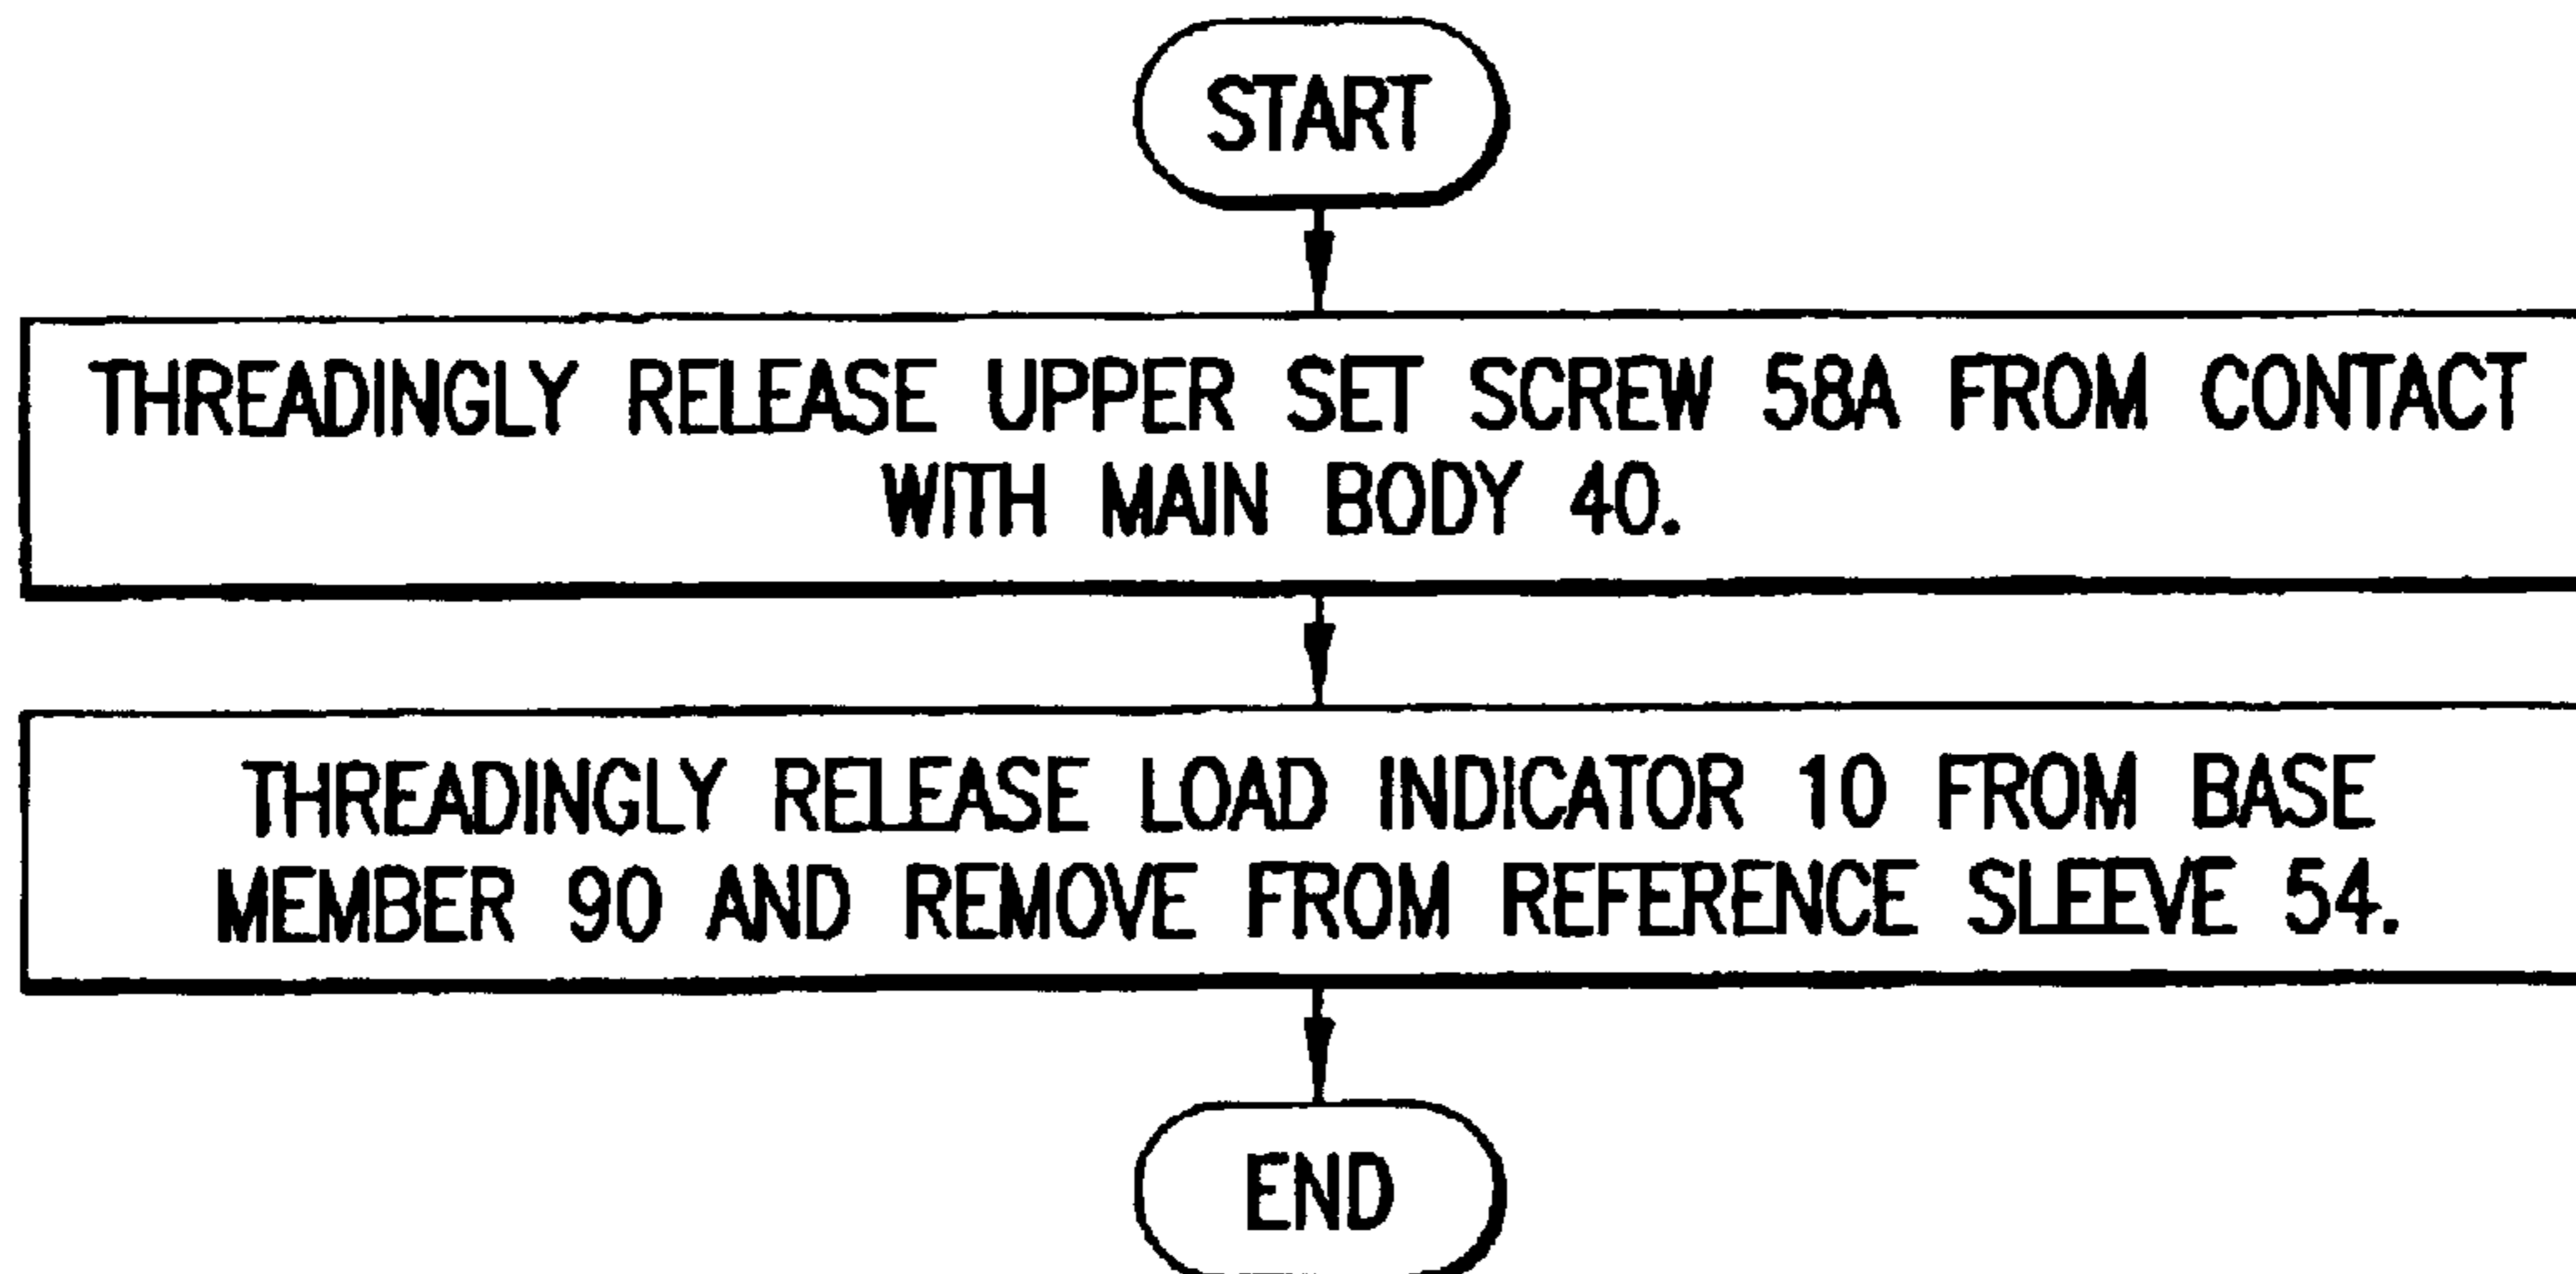 START
THREADINGLY RELEASE UPPER SET SCREW 58A FROM CONTACT
WITH MAIN BODY 40.
THREADINGLY RELEASE LOAD INDICATOR 10 FROM BASE
MEMBER 90 AND REMOVE FROM REFERENCE SLEEVE 54.
END